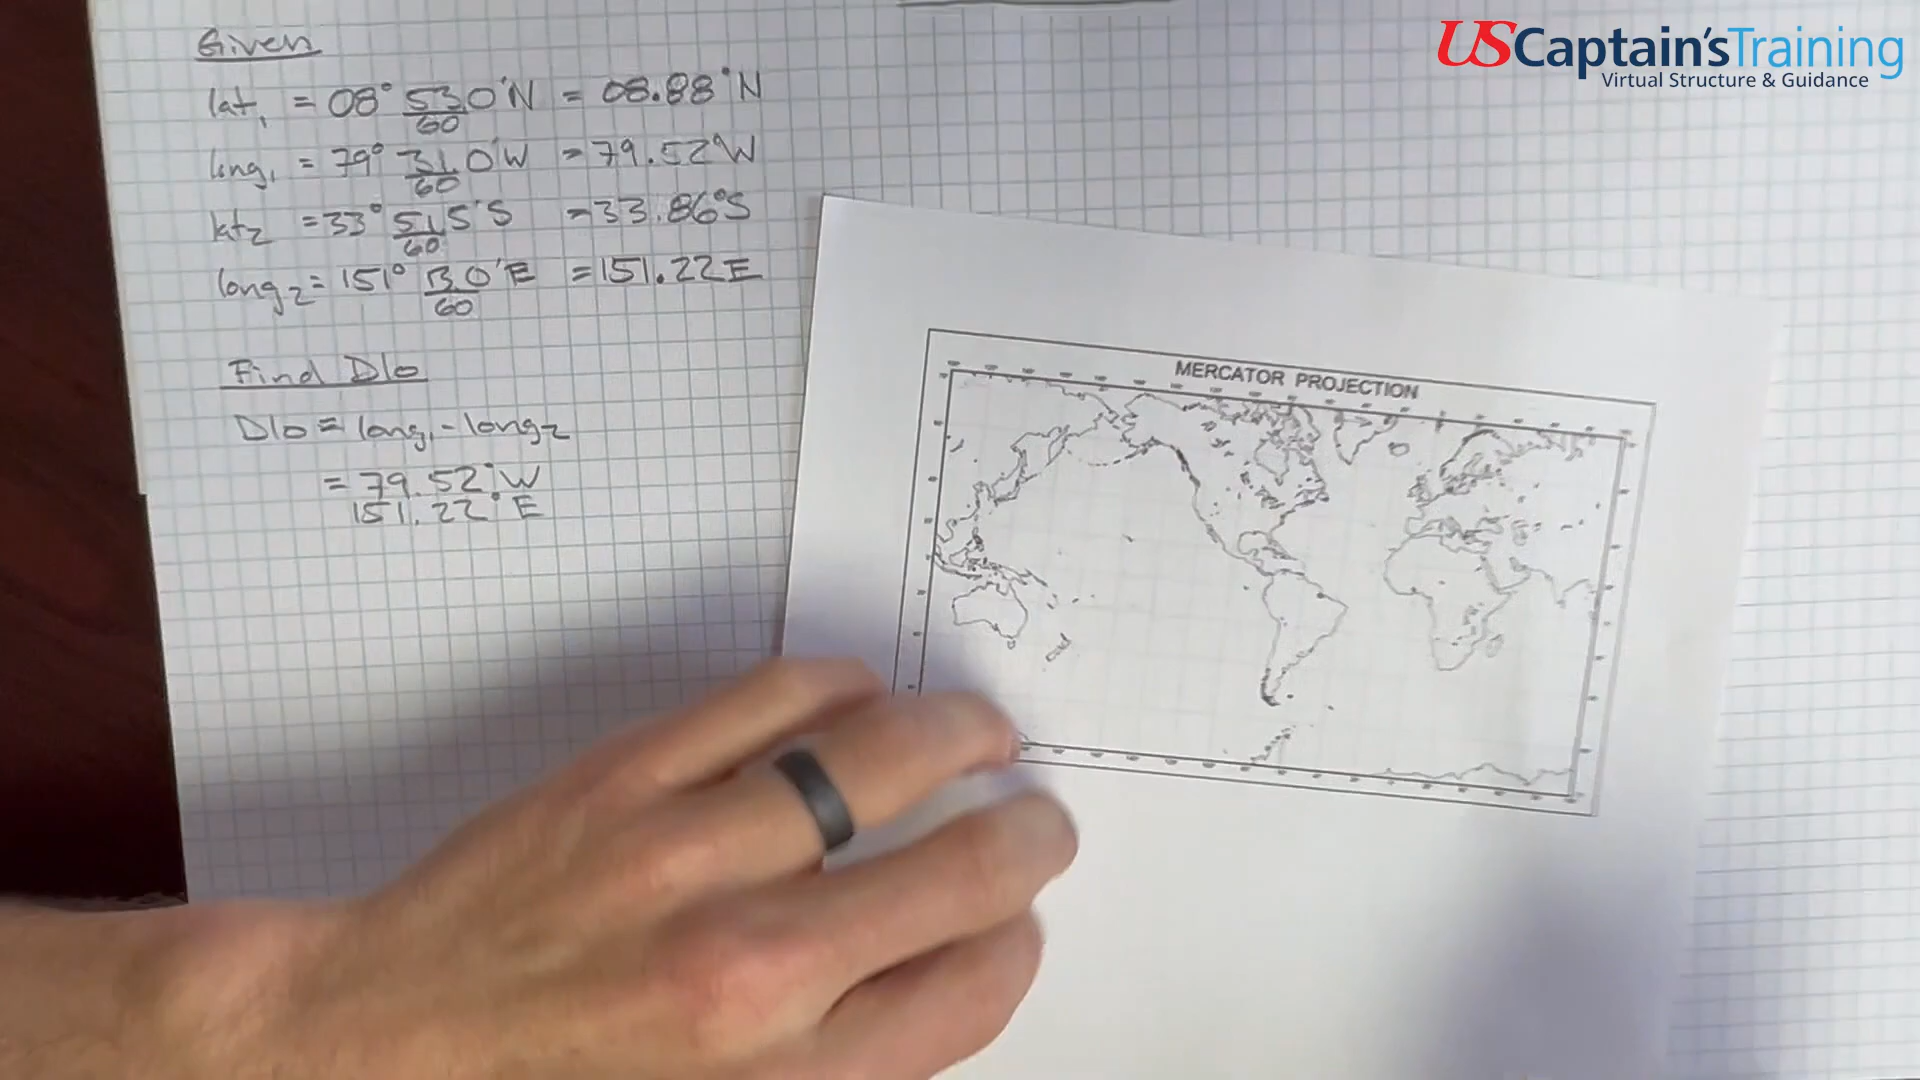 Given
lat₁ = 08° 53.0'N = 08.88°N
60
long₁ = 79° 31.0'W = 79.52°W
60
lat₂ = 33° 51.5'S = 33.86°S
60
long₂ = 151° 13.0'E = 151.22E
60
Find Dlo
Dlo = long₁ - long₂
= 79.52°W
151.22°E
MERCATOR PROJECTION
USCaptain'sTraining
Virtual Structure & Guidance